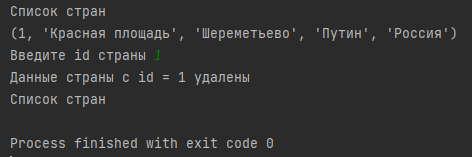 Список стран
(1, 'Красная площадь', 'Шереметьево', 'Путин', 'Россия')
Введите id страны 1
Данные страны с id = 1 удалены
Список стран
Process finished with exit code 0